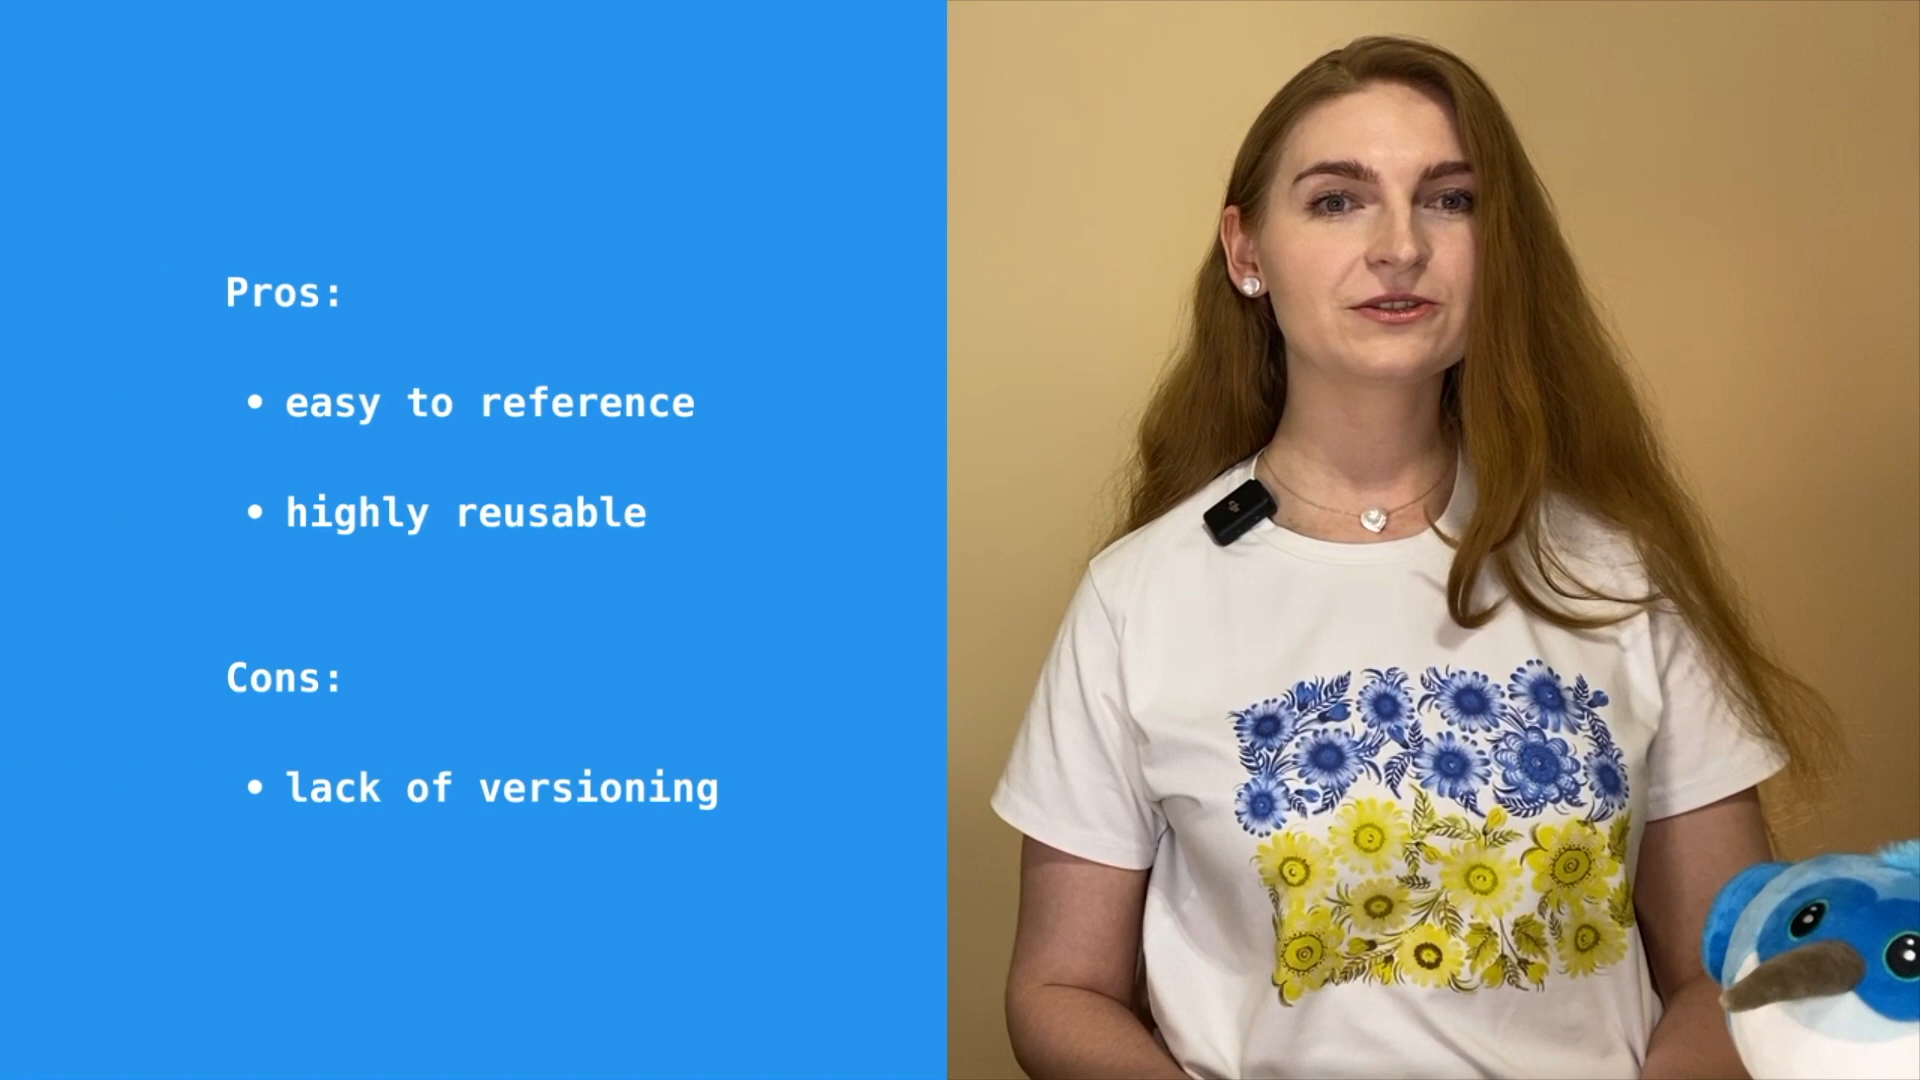 Pros:
• easy to reference
• highly reusable
Cons:
• lack of versioning